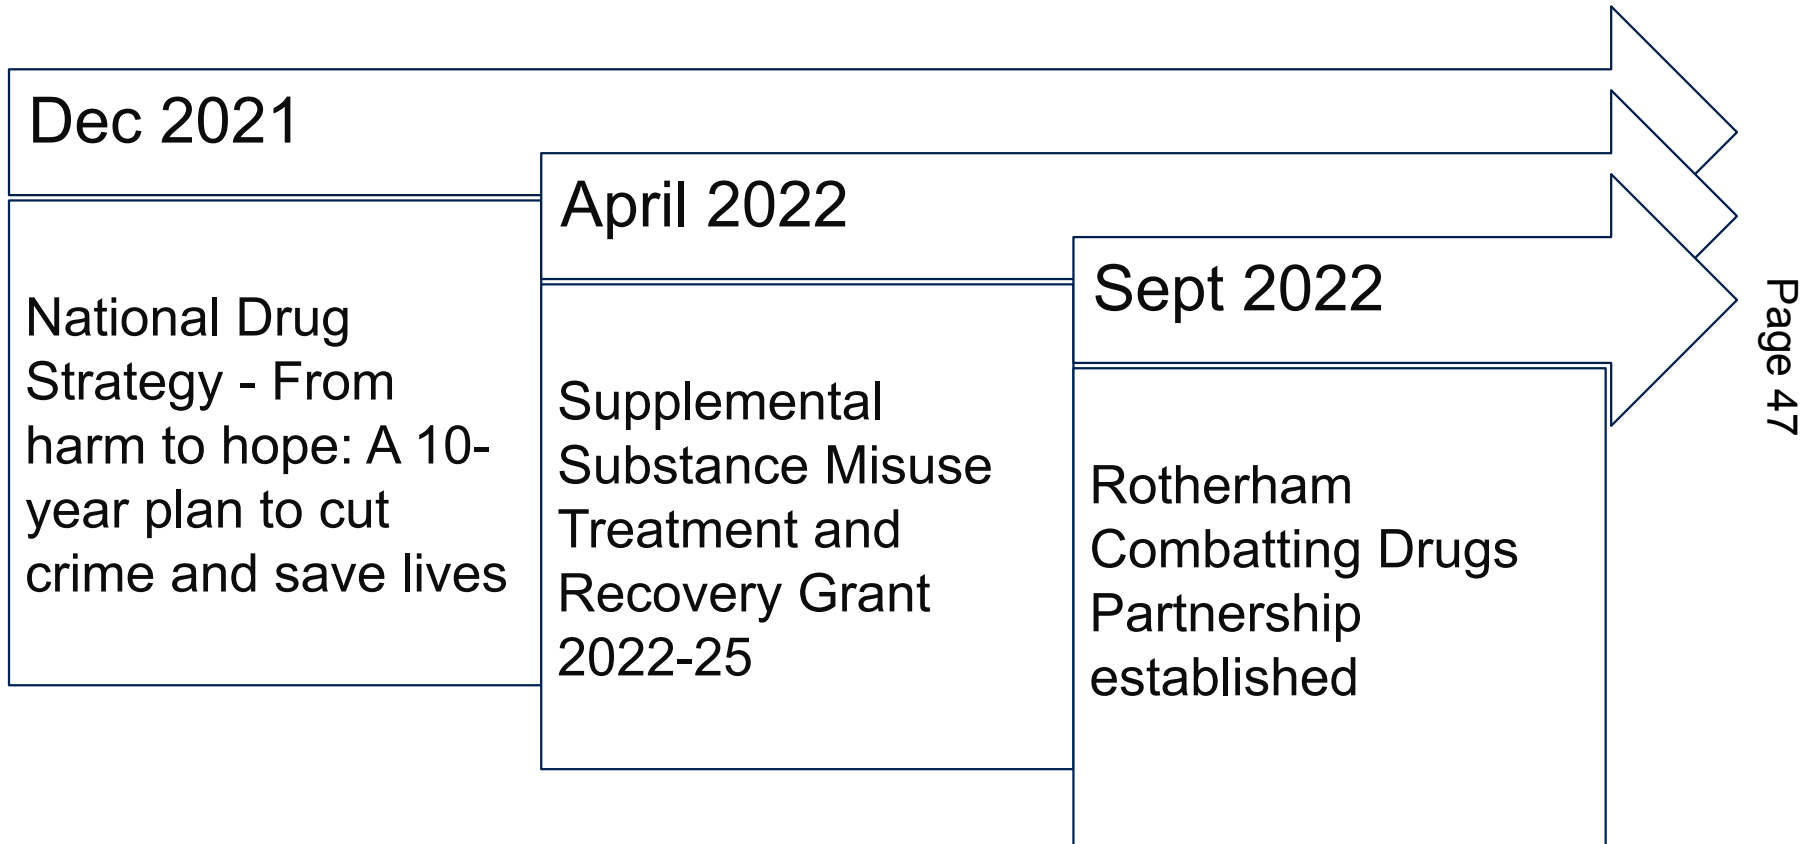 Dec 2021
National Drug
Strategy - From
harm to hope: A 10-
year plan to cut
crime and save lives
April 2022
Supplemental
Substance Misuse
Treatment and
Recovery Grant
2022-25
Sept 2022
Rotherham
Combatting Drugs
Partnership
established
Page 47